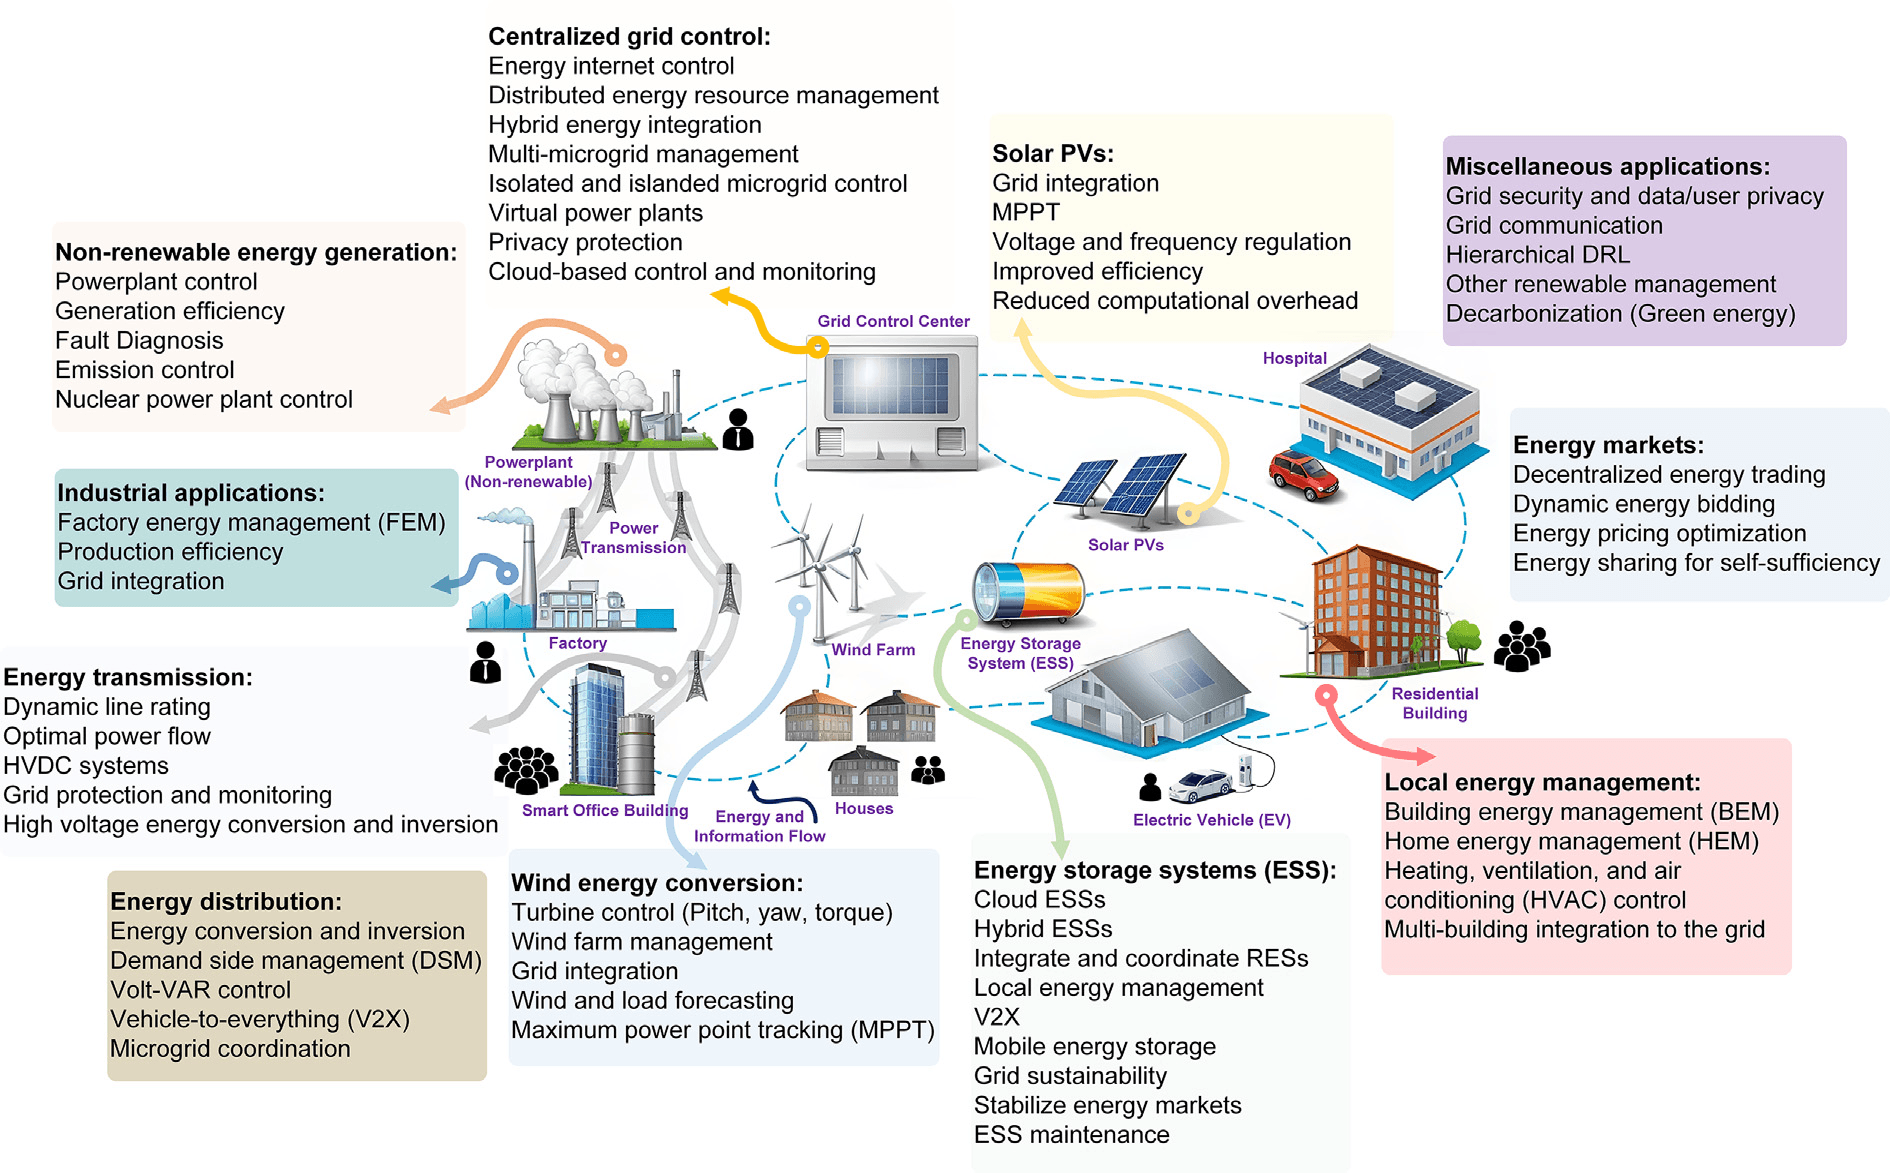 Centralized grid control:
Energy internet control
Distributed energy resource management
Hybrid energy integration
Multi-microgrid management
Isolated and islanded microgrid control
Virtual power plants
Privacy protection
Cloud-based control and monitoring
Solar PVs:
Grid integration
MPPT
Voltage and frequency regulation
Improved efficiency
Reduced computational overhead
Miscellaneous applications:
Grid security and data/user privacy
Grid communication
Hierarchical DRL
Other renewable management
Decarbonization (Green energy)
Non-renewable energy generation:
Powerplant control
Generation efficiency
Fault Diagnosis
Emission control
Nuclear power plant control
Grid Control Center
Hospital
Powerplant
(Non-renewable)
Power
Transmission
Solar PVs
Energy markets:
Decentralized energy trading
Dynamic energy bidding
Energy pricing optimization
Energy sharing for self-sufficiency
Industrial applications:
Factory energy management (FEM)
Production efficiency
Grid integration
Factory
Wind Farm
Energy Storage
System (ESS)
Residential
Building
Energy transmission:
Dynamic line rating
Optimal power flow
HVDC systems
Grid protection and monitoring
High voltage energy conversion and inversion
Smart Office Building
Energy and
Information Flow
Houses
Electric Vehicle (EV)
Local energy management:
Building energy management (BEM)
Home energy management (HEM)
Heating, ventilation, and air
conditioning (HVAC) control
Multi-building integration to the grid
Energy distribution:
Energy conversion and inversion
Demand side management (DSM)
Volt-VAR control
Vehicle-to-everything (V2X)
Microgrid coordination
Wind energy conversion:
Turbine control (Pitch, yaw, torque)
Wind farm management
Grid integration
Wind and load forecasting
Maximum power point tracking (MPPT)
Energy storage systems (ESS):
Cloud ESSs
Hybrid ESSs
Integrate and coordinate RESs
Local energy management
V2X
Mobile energy storage
Grid sustainability
Stabilize energy markets
ESS maintenance